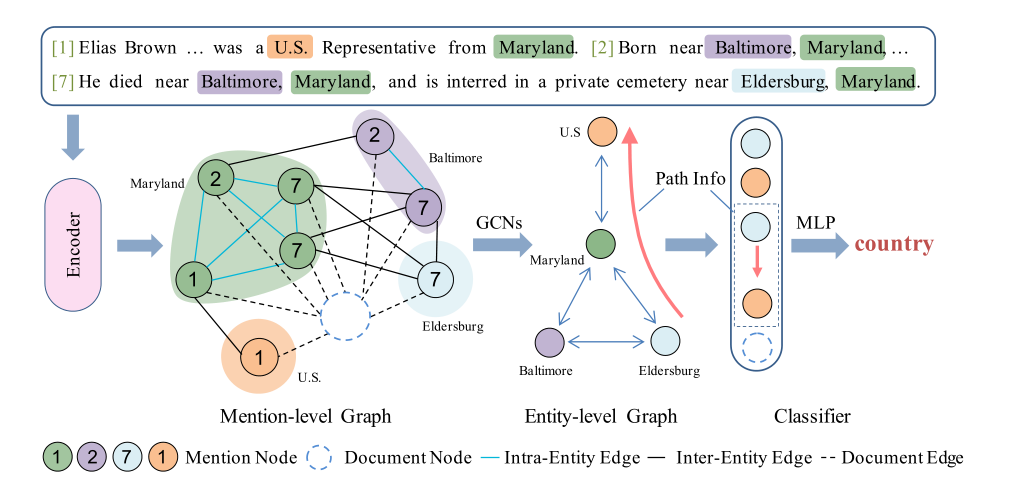 [1] Elias Brown … was a U.S. Representative from Maryland. [2] Born near Baltimore, Maryland, …
[7] He died near Baltimore, Maryland, and is interred in a private cemetery near Eldersburg, Maryland.
Encoder
Maryland
2
7
7
1
2
7
Baltimore
7
Eldersburg
1
U.S.
Mention-level Graph
GCNs
U.S
Maryland
Baltimore
Eldersburg
Entity-level Graph
Path Info
Classifier
MLP
country
1 2 7 1 Mention Node Document Node Intra-Entity Edge Inter-Entity Edge Document Edge